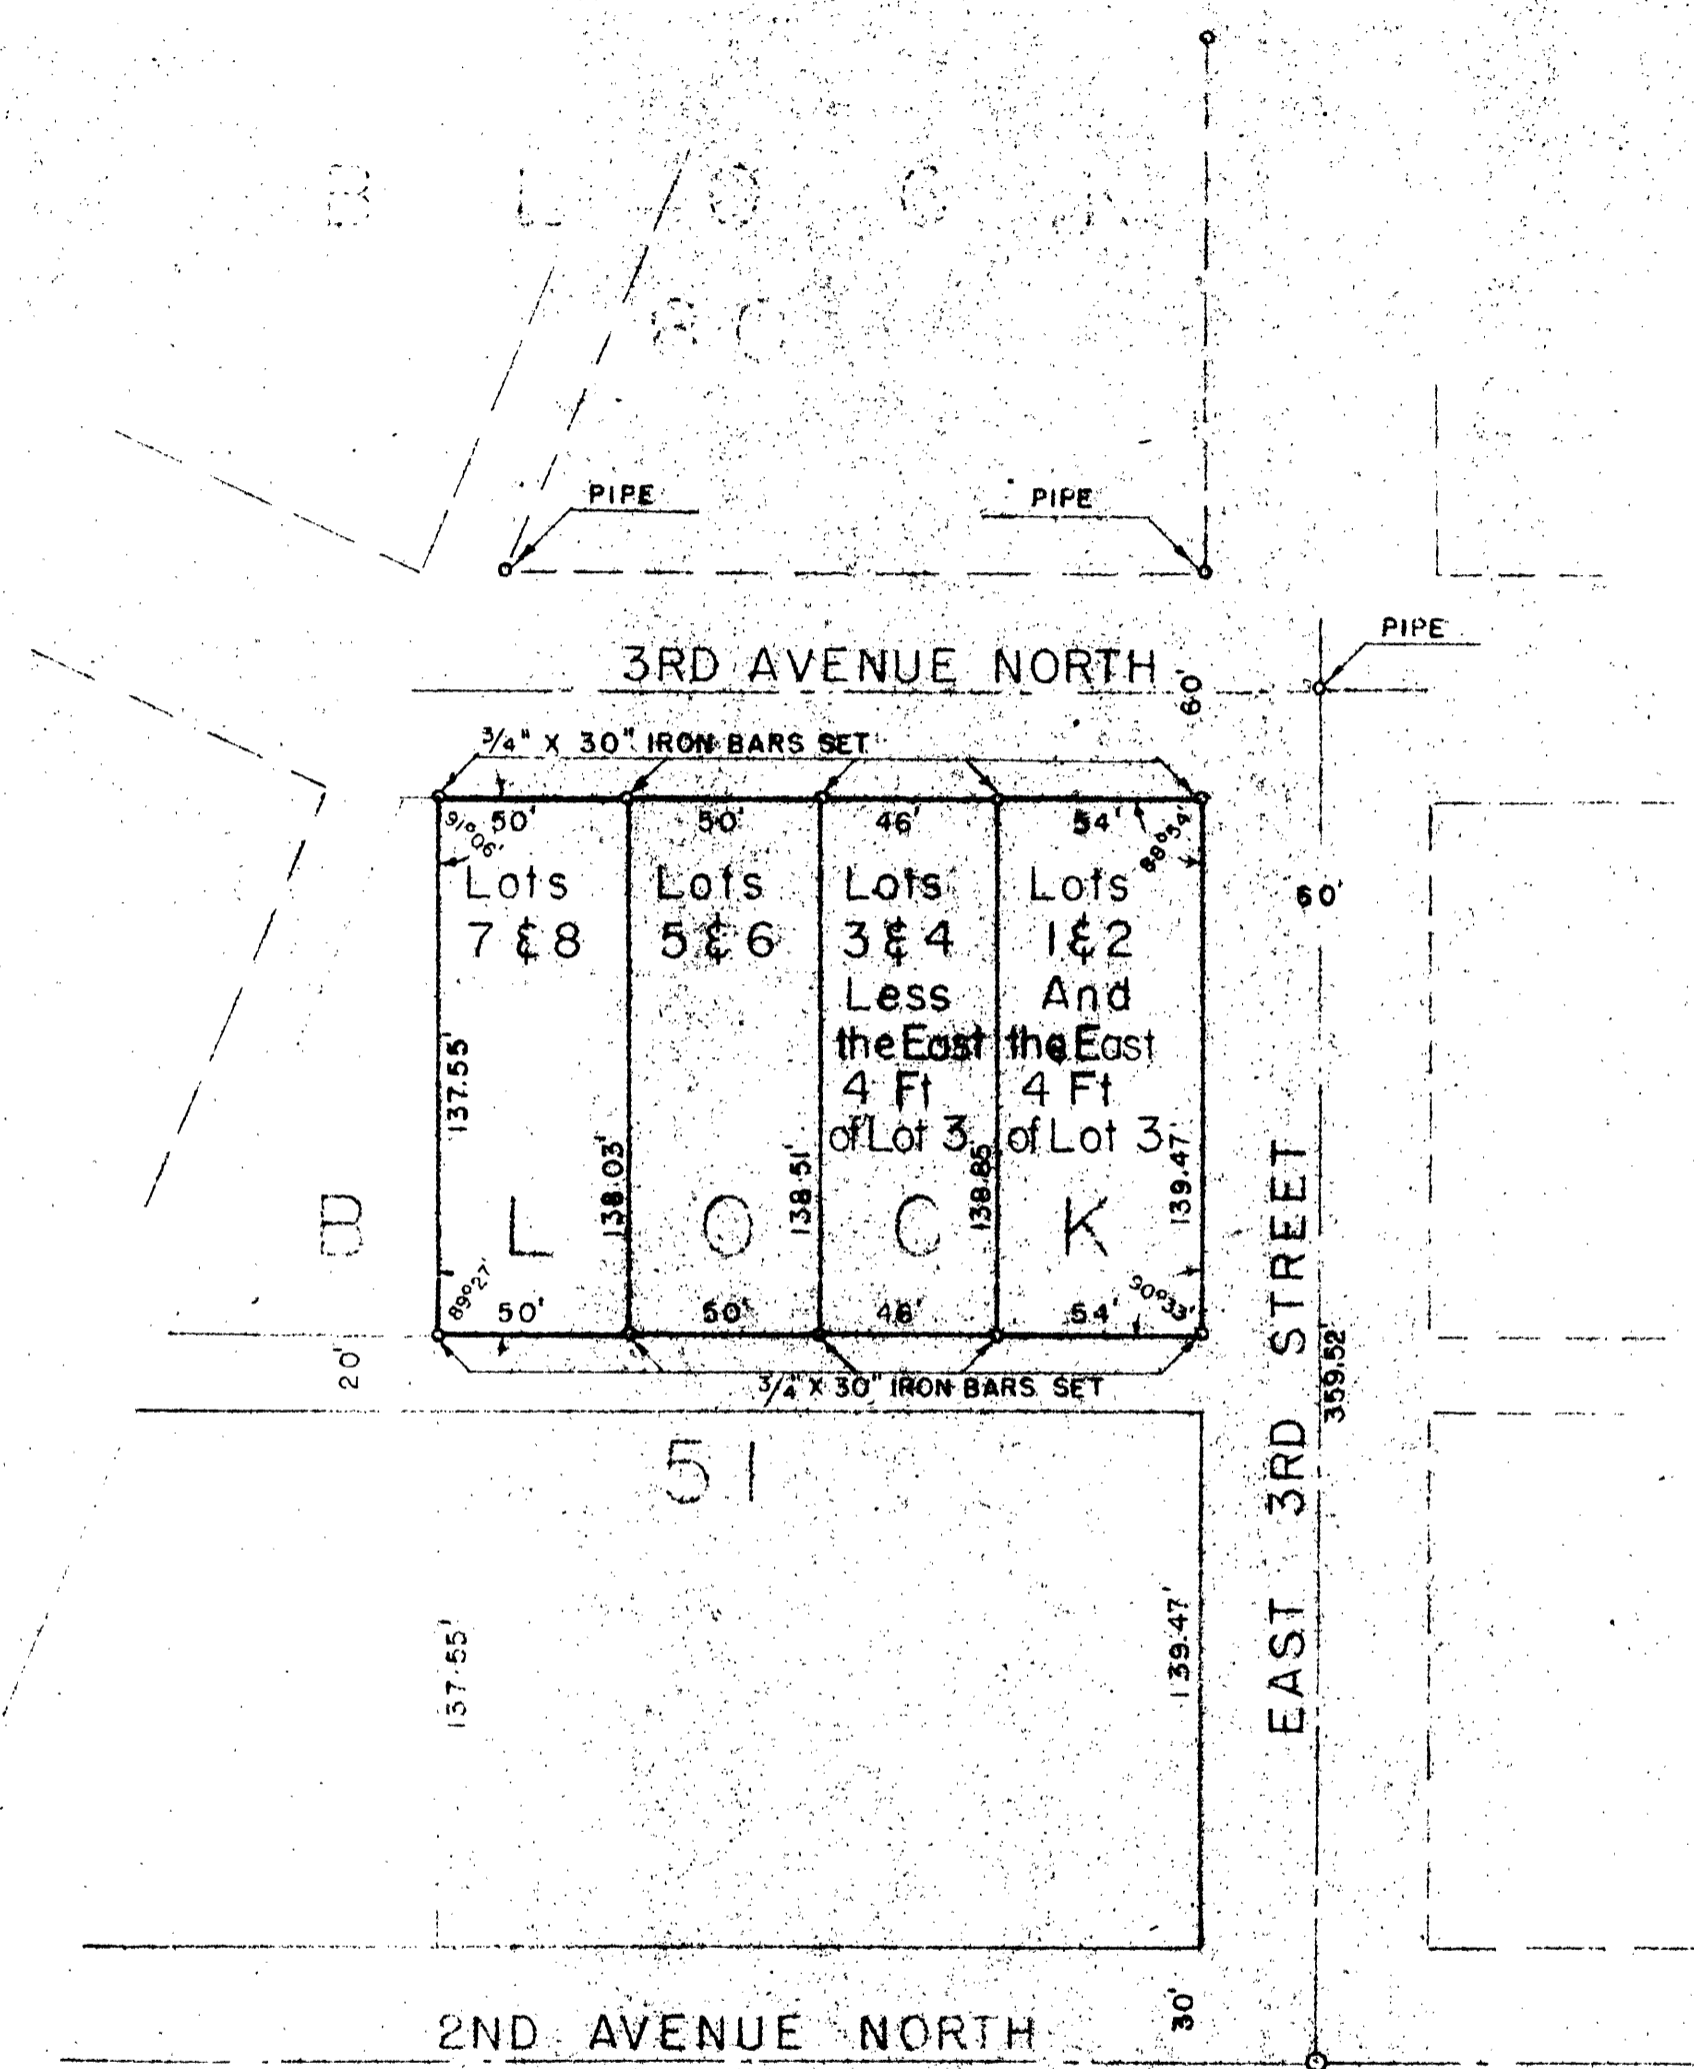 B L O C
8
PIPE
PIPE
PIPE
3RD AVENUE NORTH
60'
3/4" X 30" IRON BARS SET
50'
50'
46'
54'
91°06'
88°54'
Lots
7 & 8
Lots
5 & 6
Lots
3 & 4
Less
the East
4 Ft
of Lot 3
Lots
1 & 2
And
the East
4 Ft
of Lot 3
60'
137.55'
138.03'
138.51'
138.85'
139.47'
B L O C K
89°27'
50'
50'
46'
54'
90°33'
20'
3/4" X 30" IRON BARS SET
EAST 3RD STREET
359.52'
51
137.55'
139.47'
30'
2ND AVENUE NORTH